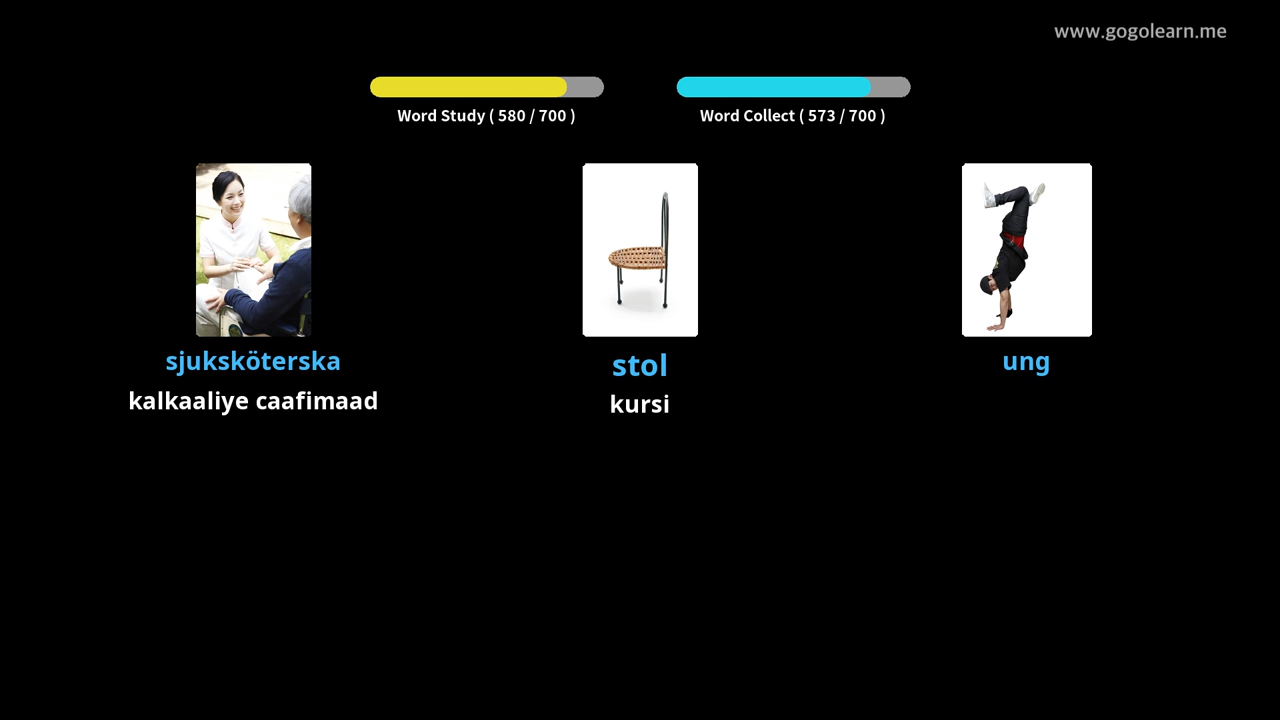 www.gogolearn.me
Word Study ( 580 / 700 )
Word Collect ( 573 / 700 )
sjuksköterska
kalkaaliye caafimaad
stol
kursi
ung